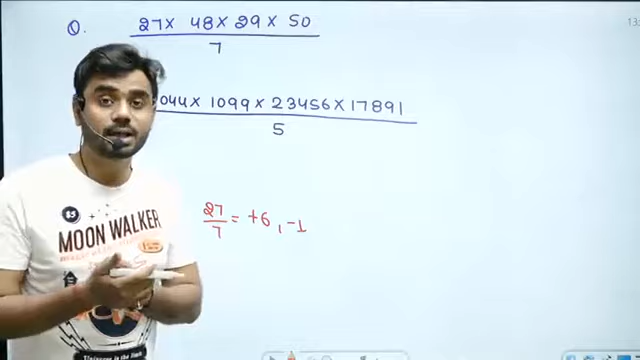 Q. 27× 48× 29× 50
7
044× 1099× 23456× 17891
5
27/7 = +6, -1
MOON WALKER